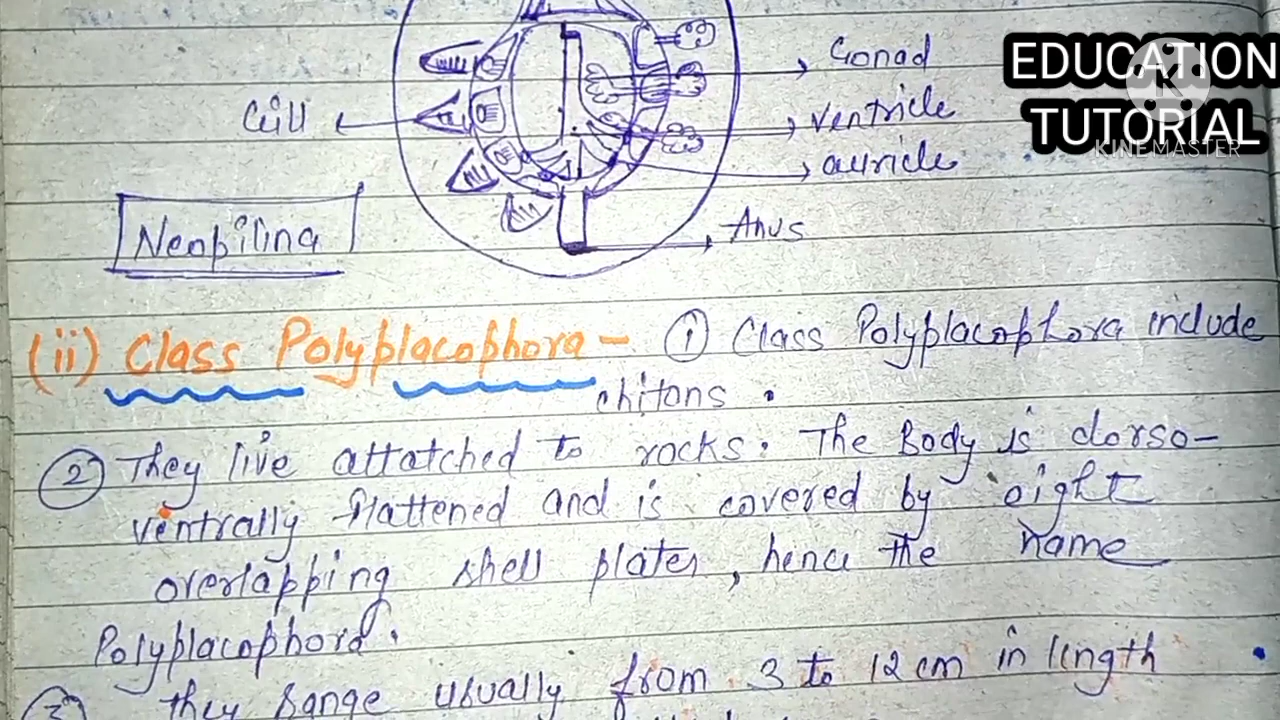 Gonad
EDUCATION
TUTORIAL
KINEMASTER
Gill
ventricle
auricle
Neopilina
Anus
(ii) Class Polyplacophora - ① Class Polyplacophora include
chitons.
② They live attatched to rocks. The Body is dorso-
ventrally flattened and is covered by eight
overlapping shell plates, hence the name
Polyplacophora.
③ They range usually from 3 to 12 cm in length